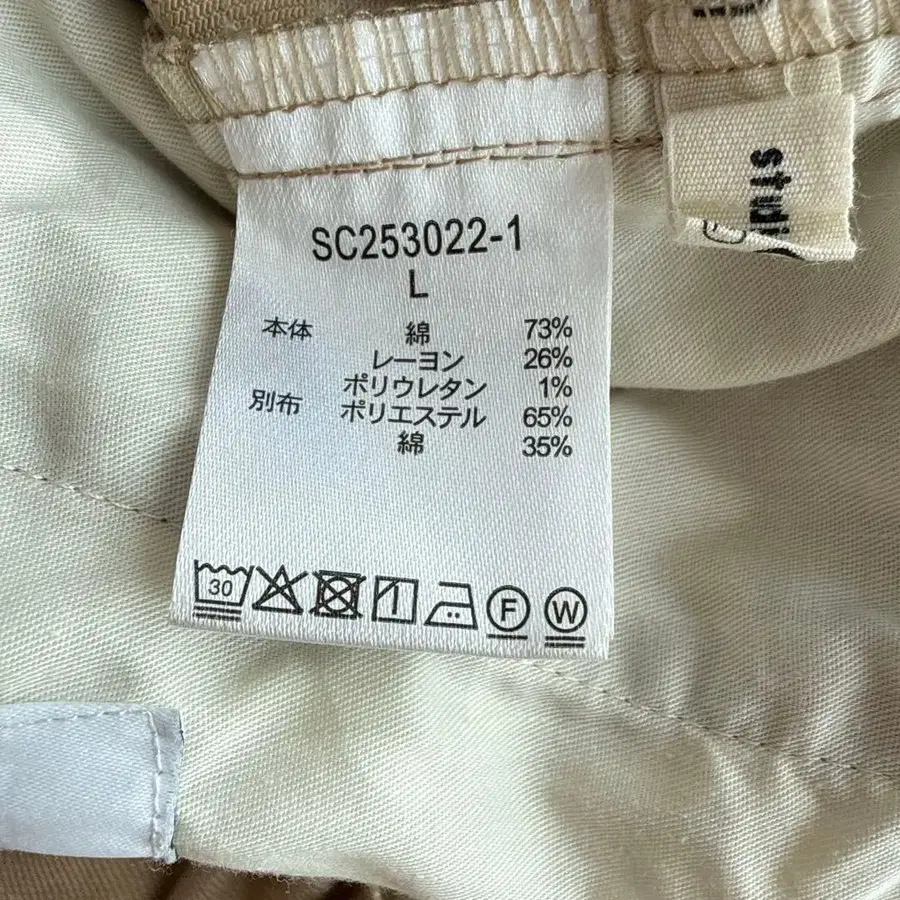 SC253022-1
L
本体 綿 73%
レーヨン 26%
ポリウレタン 1%
別布 ポリエステル 65%
綿 35%
30 F W